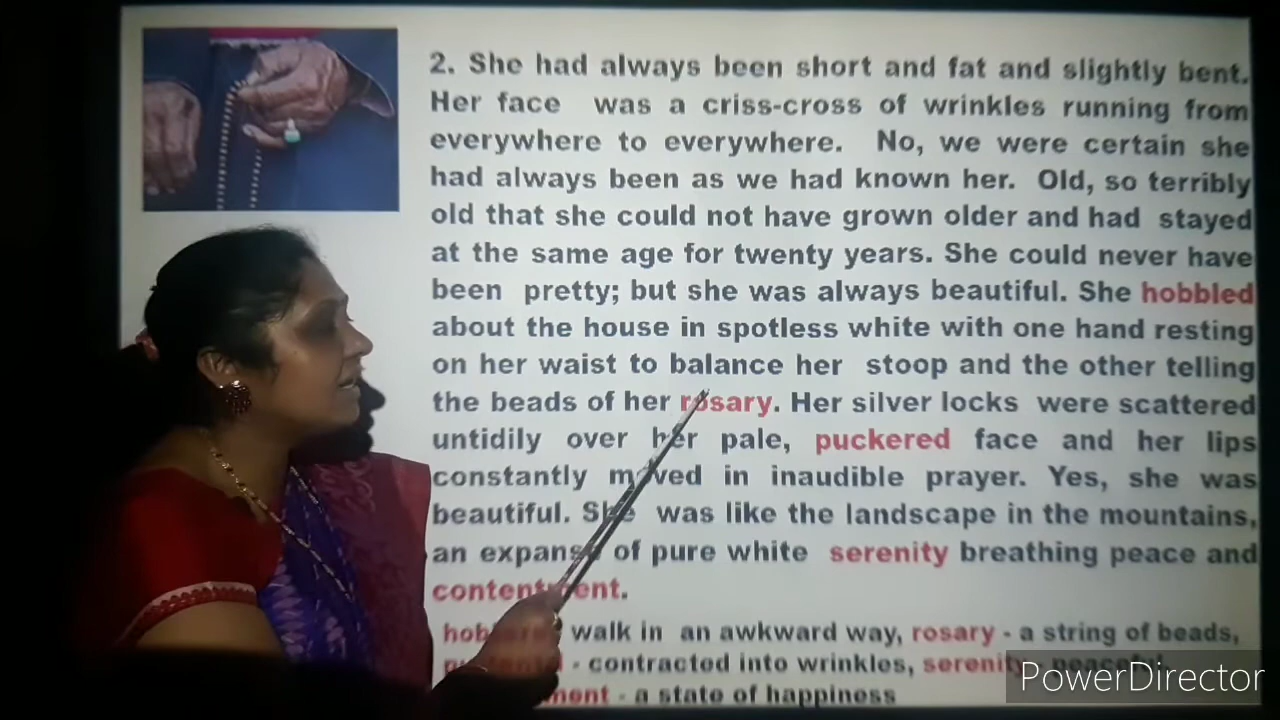 2. She had always been short and fat and slightly bent.
Her face was a criss-cross of wrinkles running from
everywhere to everywhere. No, we were certain she
had always been as we had known her. Old, so terribly
old that she could not have grown older and had stayed
at the same age for twenty years. She could never have
been pretty; but she was always beautiful. She hobbled
about the house in spotless white with one hand resting
on her waist to balance her stoop and the other telling
the beads of her rosary. Her silver locks were scattered
untidily over her pale, puckered face and her lips
constantly moved in inaudible prayer. Yes, she was
beautiful. She was like the landscape in the mountains,
an expanse of pure white serenity breathing peace and
contentment.
walk in an awkward way, rosary - a string of beads,
- contracted into wrinkles, serenity - peaceful,
- a state of happiness
PowerDirector